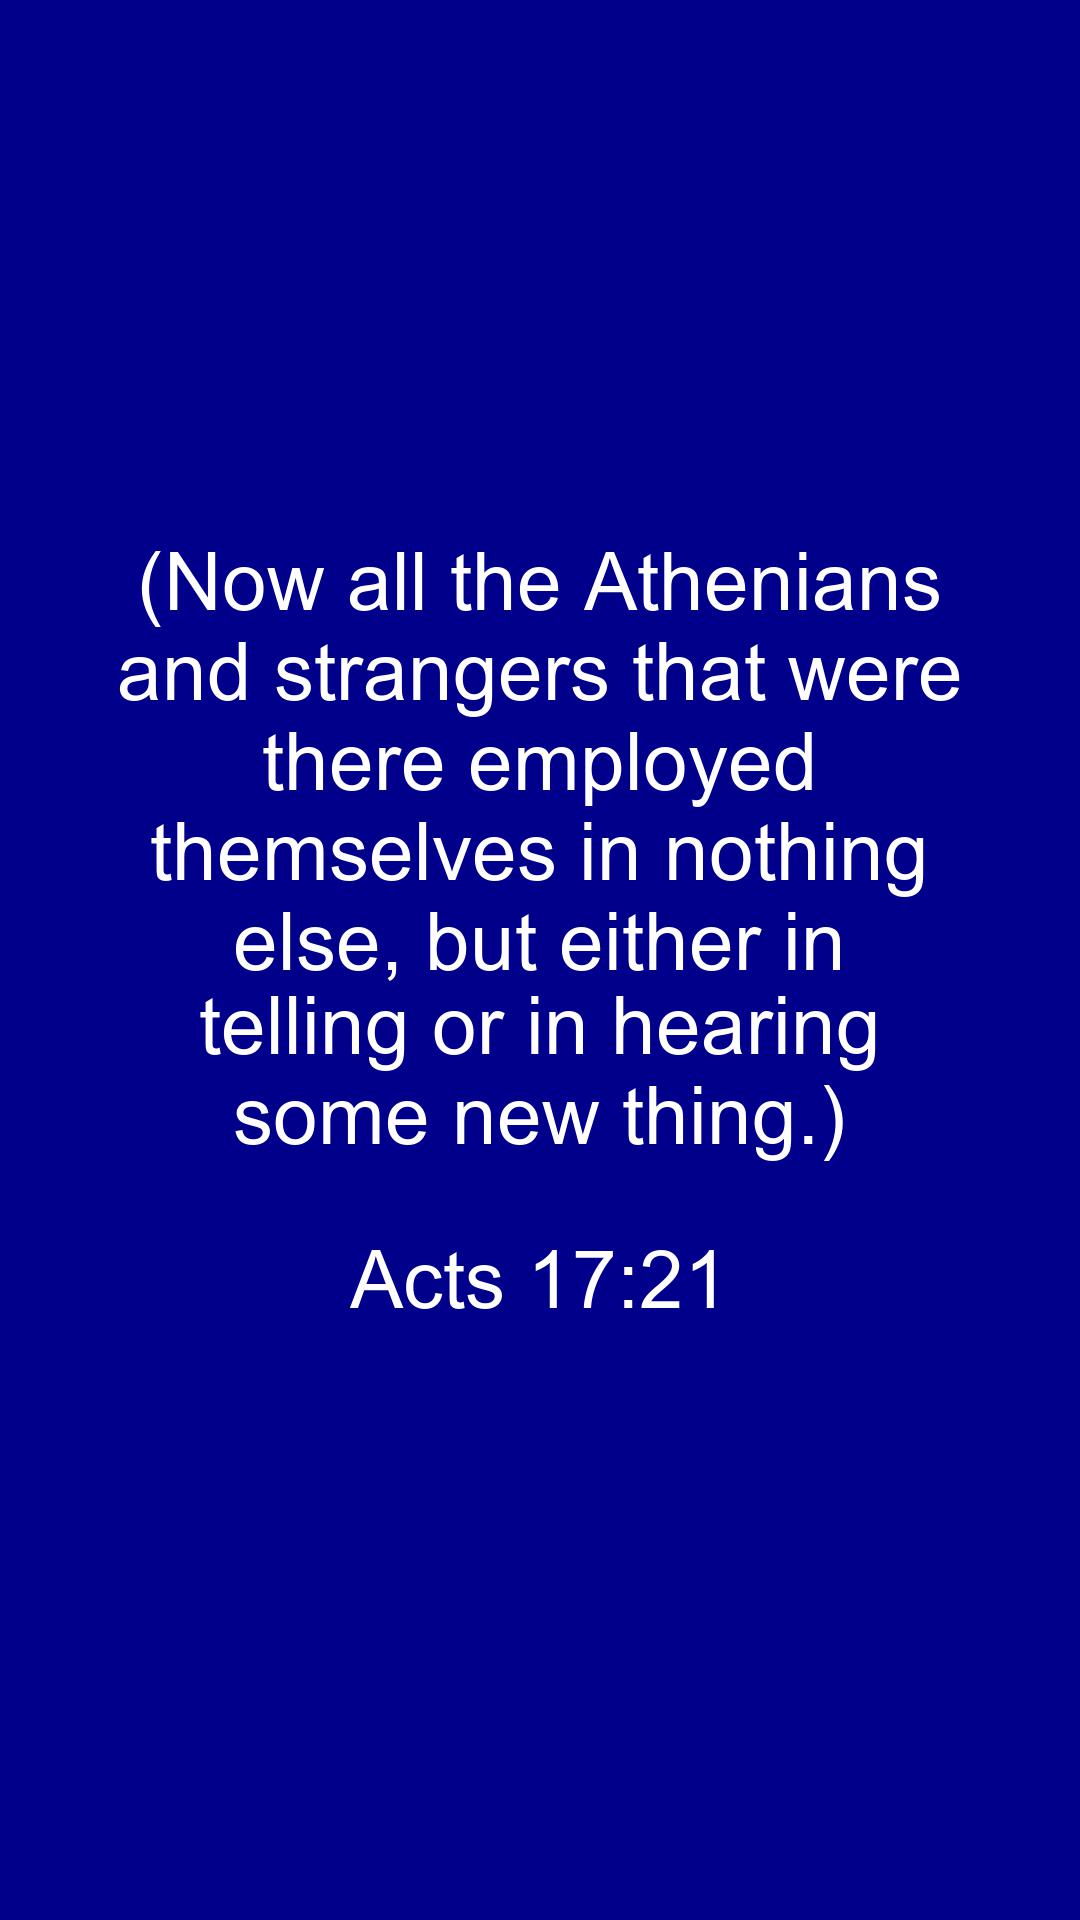 (Now all the Athenians
and strangers that were
there employed
themselves in nothing
else, but either in
telling or in hearing
some new thing.)
Acts 17:21